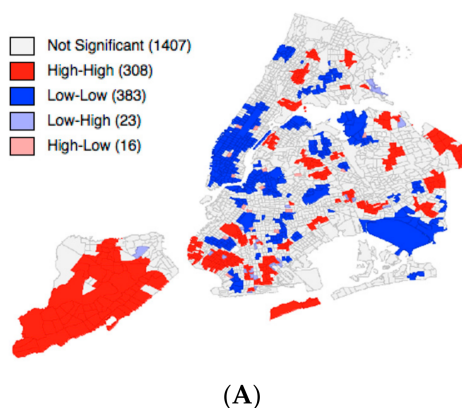 Not Significant (1407)
High-High (308)
Low-Low (383)
Low-High (23)
High-Low (16)
(A)